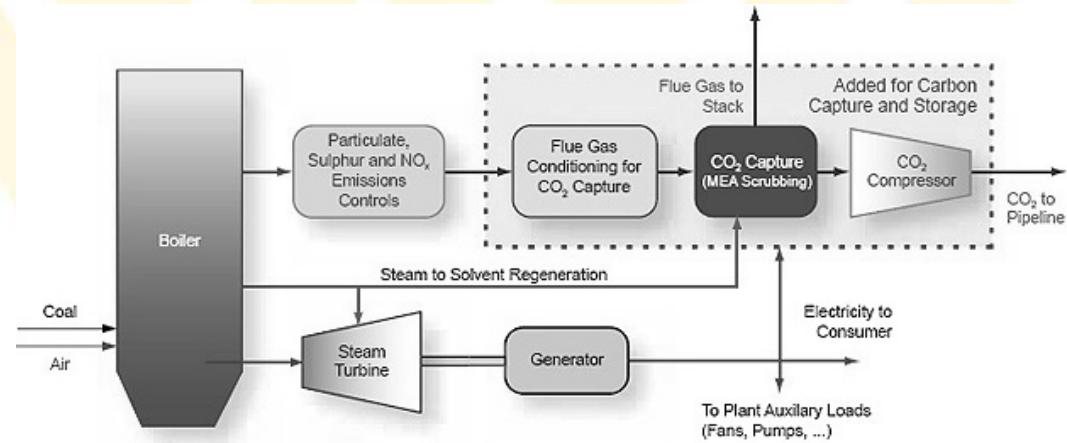 Flue Gas to
Stack
Added for Carbon
Capture and Storage
Particulate,
Sulphur and NOₓ
Emissions
Controls
Flue Gas
Conditioning for
CO₂ Capture
CO₂ Capture
(MEA Scrubbing)
CO₂
Compressor
CO₂ to
Pipeline
Boiler
Steam to Solvent Regeneration
Coal
Air
Steam
Turbine
Generator
Electricity to
Consumer
To Plant Auxilary Loads
(Fans, Pumps, ...)